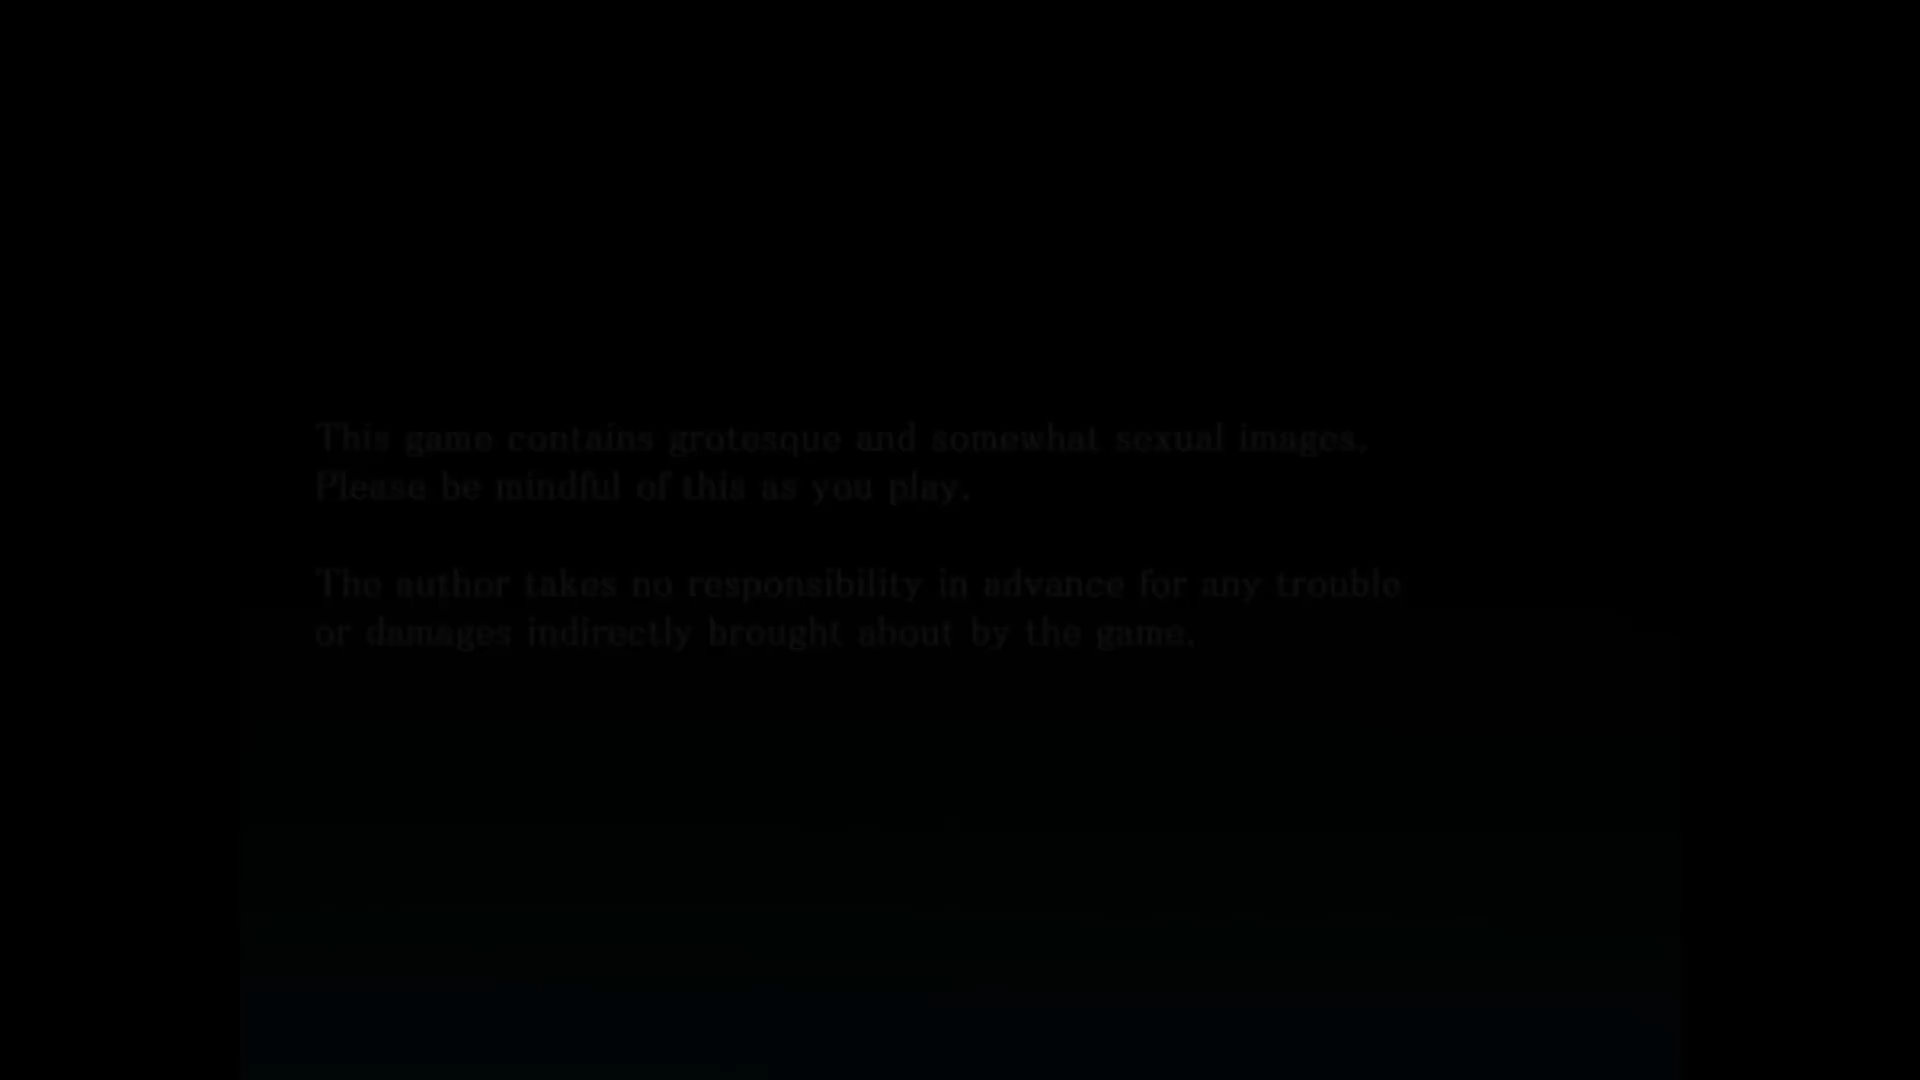 This game contains grotesque and somewhat sexual images.
Please be mindful of this as you play.
The author takes no responsibility in advance for any trouble
or damages indirectly brought about by the game.